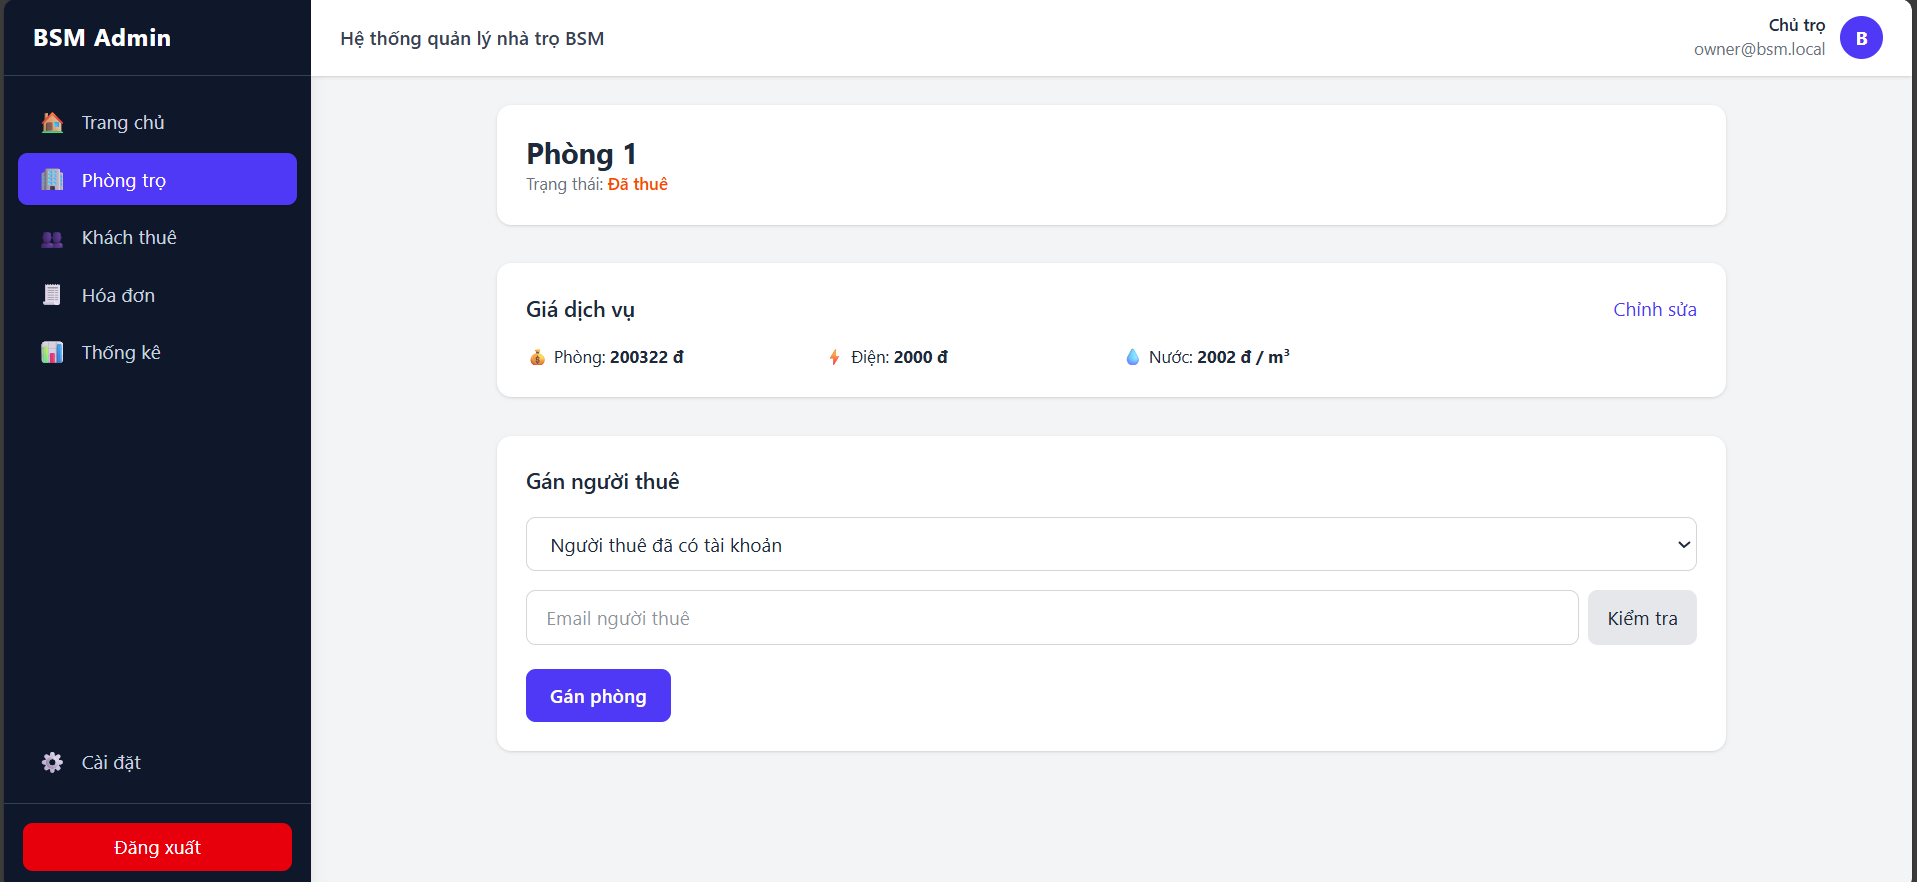 BSM Admin
Trang chủ
Phòng trọ
Khách thuê
Hóa đơn
Thống kê
Cài đặt
Đăng xuất
Hệ thống quản lý nhà trọ BSM
Chủ trọ
owner@bsm.local
B
Phòng 1
Trạng thái: Đã thuê
Giá dịch vụ
Chỉnh sửa
Phòng: 200322 đ
Điện: 2000 đ
Nước: 2002 đ / m³
Gán người thuê
Người thuê đã có tài khoản
Email người thuê
Kiểm tra
Gán phòng